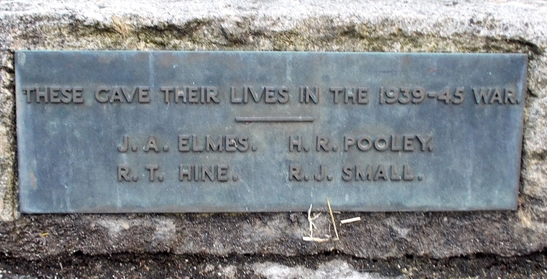 THESE GAVE THEIR LIVES IN THE 1939-45 WAR.
J. A. ELMES. H. R. POOLEY.
R. T. HINE. R. J. SMALL.